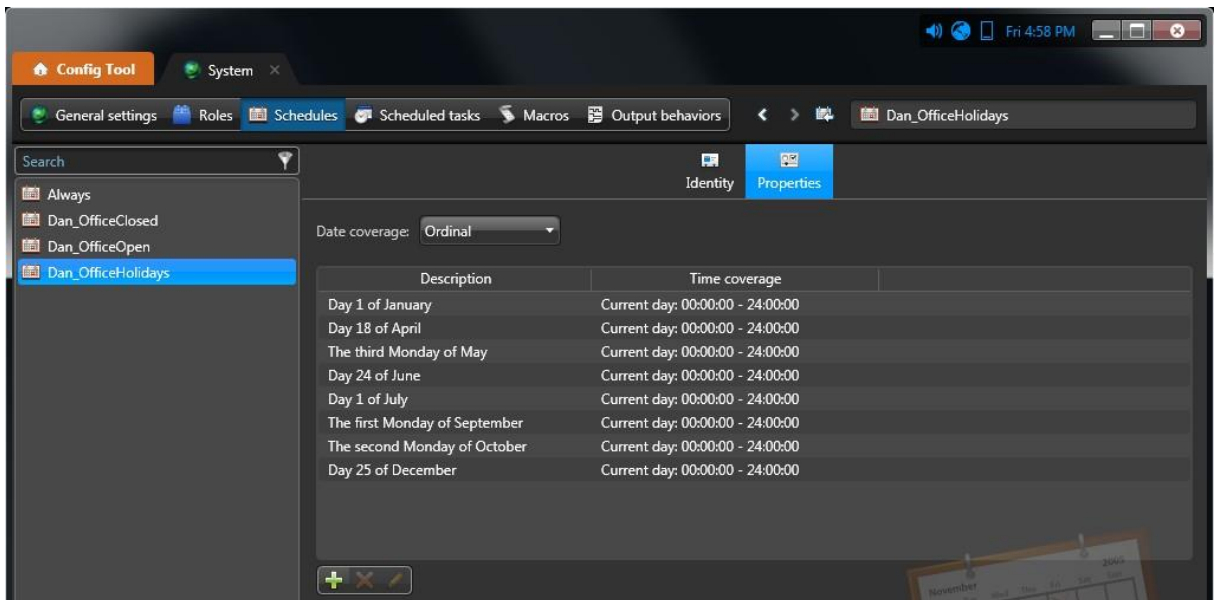 Fri 4:58 PM
Config Tool
System
General settings
Roles
Schedules
Scheduled tasks
Macros
Output behaviors
Dan_OfficeHolidays
Search
Identity
Properties
Always
Dan_OfficeClosed
Dan_OfficeOpen
Dan_OfficeHolidays
Date coverage: Ordinal
Description Time coverage
Day 1 of January Current day: 00:00:00 - 24:00:00
Day 18 of April Current day: 00:00:00 - 24:00:00
The third Monday of May Current day: 00:00:00 - 24:00:00
Day 24 of June Current day: 00:00:00 - 24:00:00
Day 1 of July Current day: 00:00:00 - 24:00:00
The first Monday of September Current day: 00:00:00 - 24:00:00
The second Monday of October Current day: 00:00:00 - 24:00:00
Day 25 of December Current day: 00:00:00 - 24:00:00
2005
November